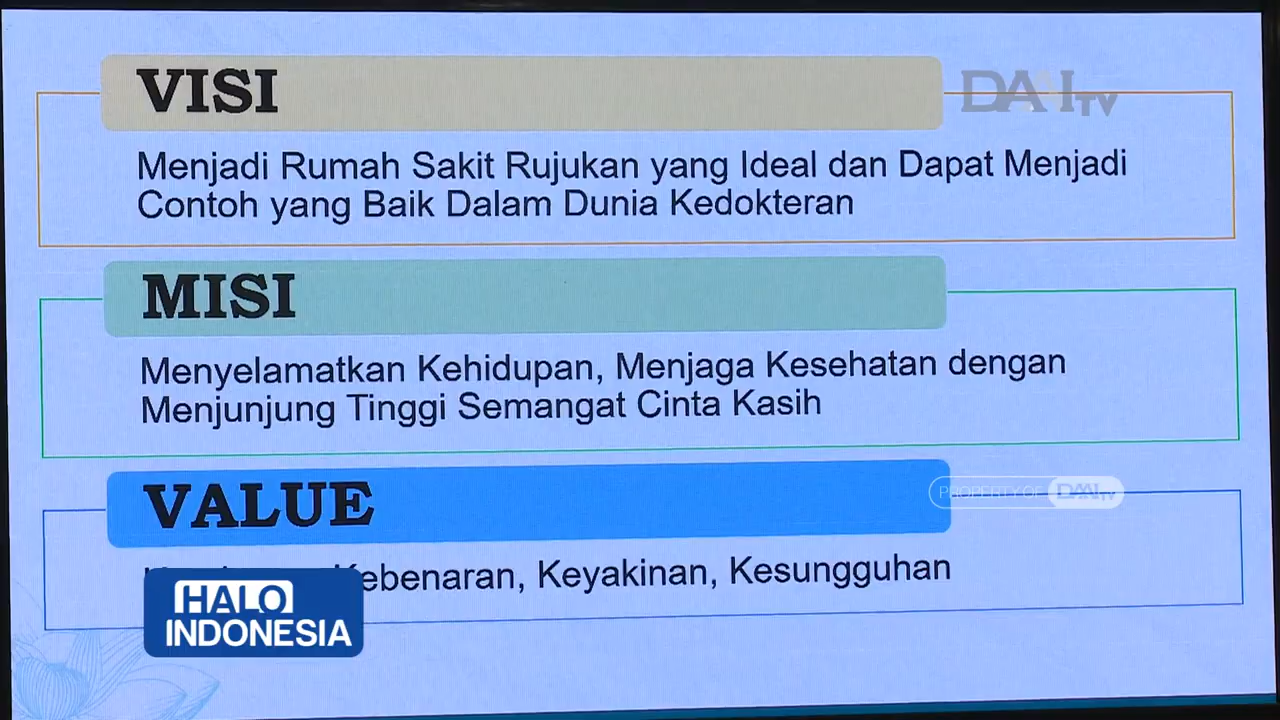 VISI
DAAI TV
Menjadi Rumah Sakit Rujukan yang Ideal dan Dapat Menjadi
Contoh yang Baik Dalam Dunia Kedokteran
MISI
Menyelamatkan Kehidupan, Menjaga Kesehatan dengan
Menjunjung Tinggi Semangat Cinta Kasih
VALUE
PROPERTY OF DAAI TV
Kebenaran, Keyakinan, Kesungguhan
HALO
INDONESIA